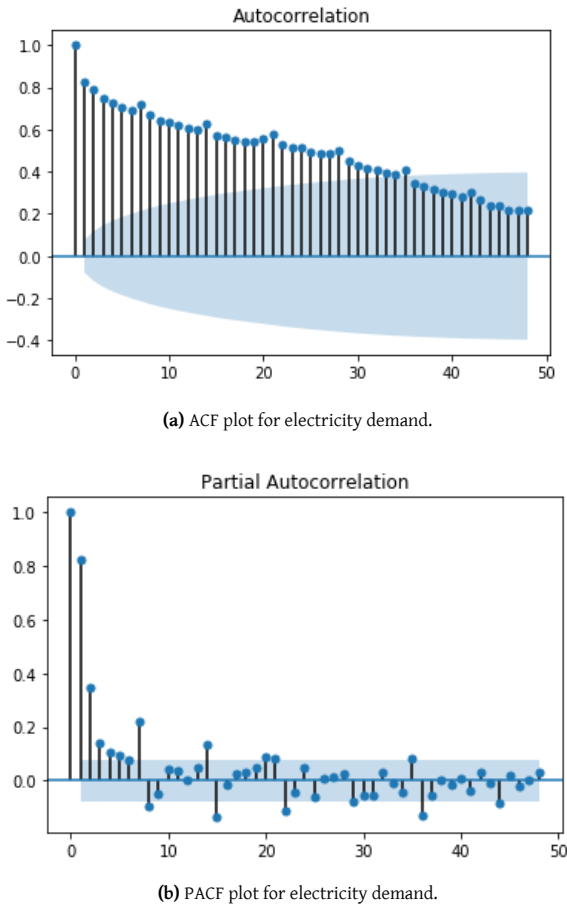 Autocorrelation
1.0
0.8
0.6
0.4
0.2
0.0
−0.2
−0.4
0 10 20 30 40 50
(a) ACF plot for electricity demand.
Partial Autocorrelation
1.0
0.8
0.6
0.4
0.2
0.0
0 10 20 30 40 50
(b) PACF plot for electricity demand.